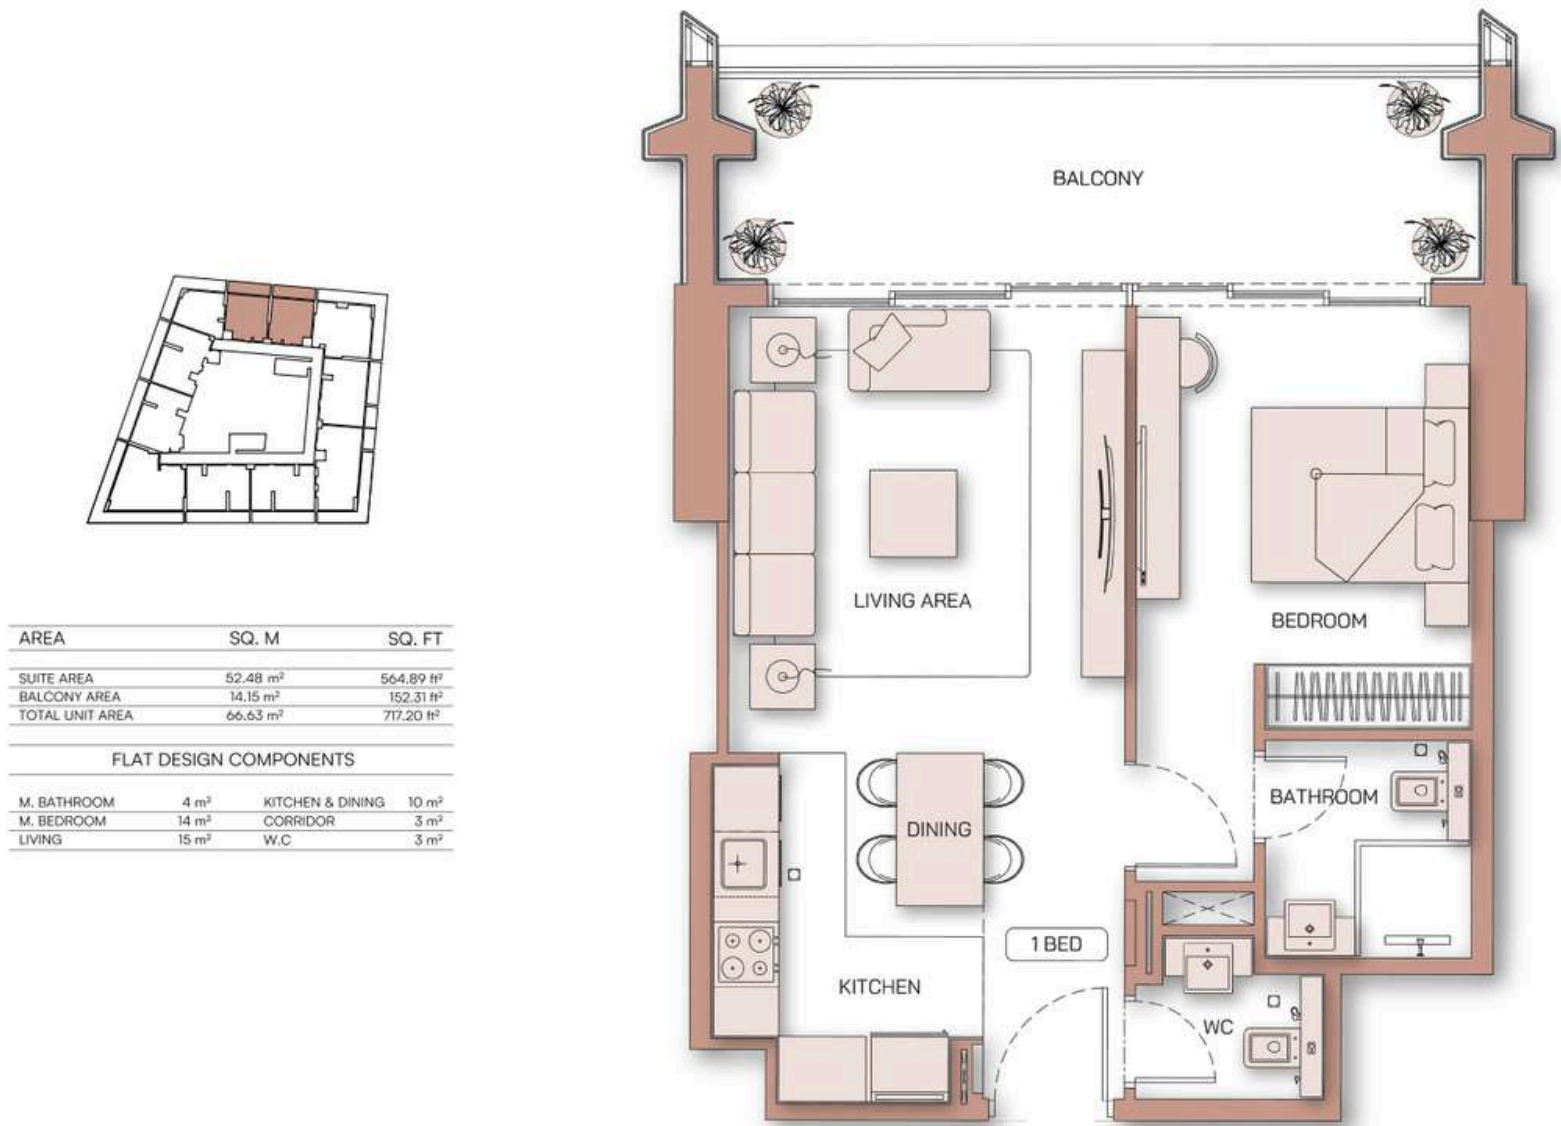 BALCONY
LIVING AREA
BEDROOM
BATHROOM
DINING
1 BED
KITCHEN
WC
AREA SQ. M SQ. FT
SUITE AREA 52.48 m² 564.89 ft²
BALCONY AREA 14.15 m² 152.31 ft²
TOTAL UNIT AREA 66.63 m² 717.20 ft²
FLAT DESIGN COMPONENTS
M. BATHROOM 4 m² KITCHEN & DINING 10 m²
M. BEDROOM 14 m² CORRIDOR 3 m²
LIVING 15 m² W.C 3 m²